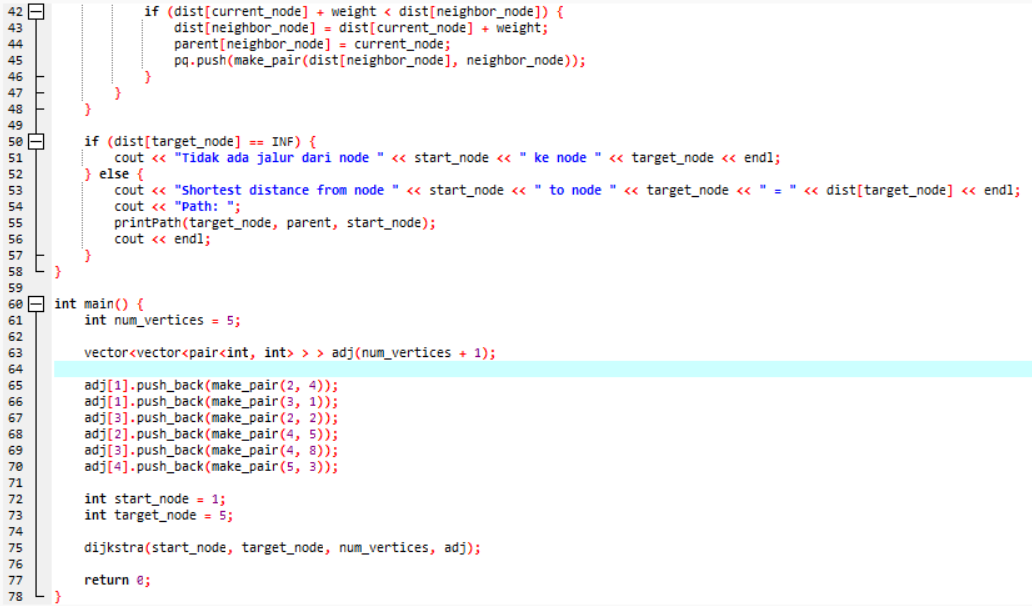 42 if (dist[current_node] + weight < dist[neighbor_node]) {
43 dist[neighbor_node] = dist[current_node] + weight;
44 parent[neighbor_node] = current_node;
45 pq.push(make_pair(dist[neighbor_node], neighbor_node));
46 }
47 }
48 }
49
50 if (dist[target_node] == INF) {
51 cout << "Tidak ada jalur dari node " << start_node << " ke node " << target_node << endl;
52 } else {
53 cout << "Shortest distance from node " << start_node << " to node " << target_node << " = " << dist[target_node] << endl;
54 cout << "Path: ";
55 printPath(target_node, parent, start_node);
56 cout << endl;
57 }
58 }
59
60 int main() {
61 int num_vertices = 5;
62
63 vector<vector<pair<int, int> > > adj(num_vertices + 1);
64
65 adj[1].push_back(make_pair(2, 4));
66 adj[1].push_back(make_pair(3, 1));
67 adj[3].push_back(make_pair(2, 2));
68 adj[2].push_back(make_pair(4, 5));
69 adj[3].push_back(make_pair(4, 8));
70 adj[4].push_back(make_pair(5, 3));
71
72 int start_node = 1;
73 int target_node = 5;
74
75 dijkstra(start_node, target_node, num_vertices, adj);
76
77 return 0;
78 }